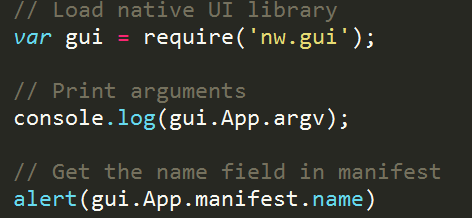 // Load native UI library
var gui = require('nw.gui');
// Print arguments
console.log(gui.App.argv);
// Get the name field in manifest
alert(gui.App.manifest.name)